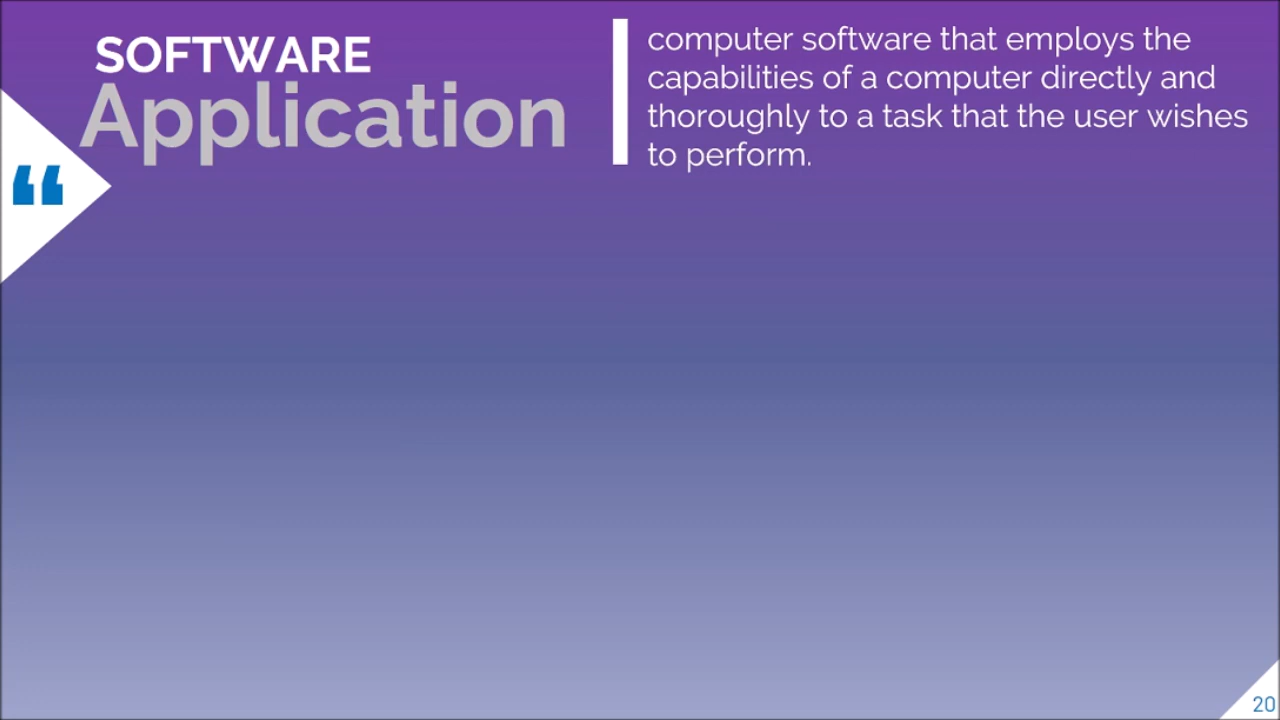 SOFTWARE
Application
computer software that employs the
capabilities of a computer directly and
thoroughly to a task that the user wishes
to perform.
“
20